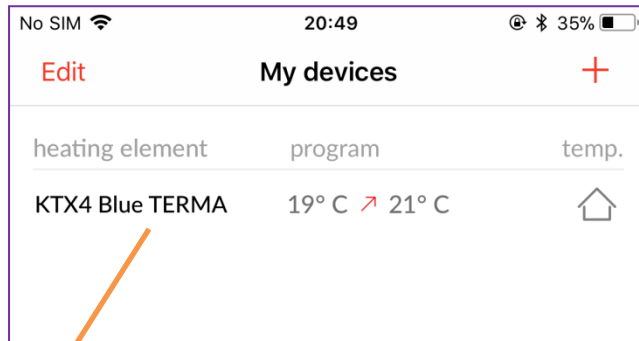 No SIM 20:49 35%
Edit My devices +
heating element program temp.
KTX4 Blue TERMA 19° C ↗ 21° C